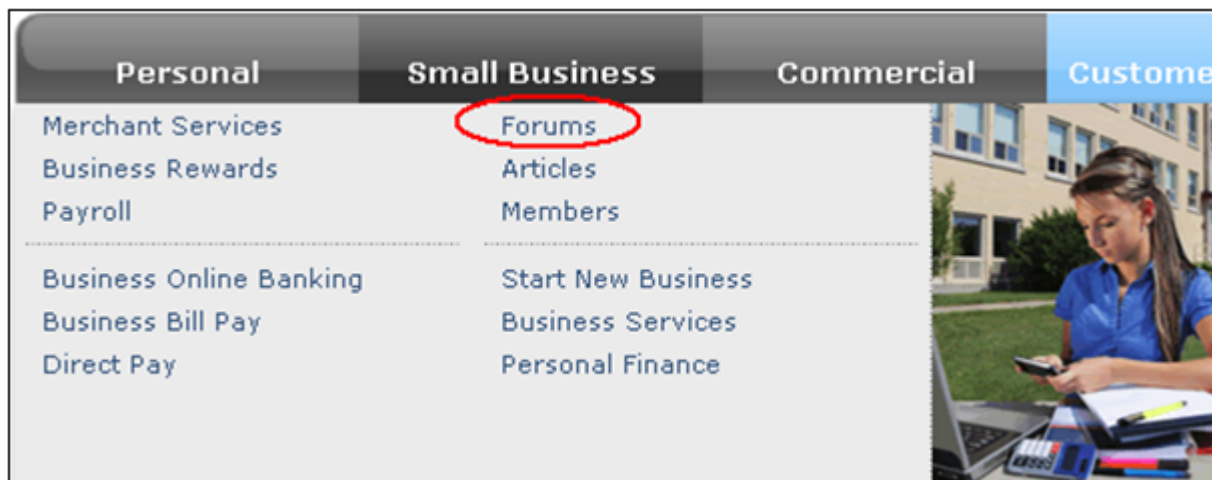 Personal Small Business Commercial Custome
Merchant Services
Business Rewards
Payroll
Forums
Articles
Members
Business Online Banking
Business Bill Pay
Direct Pay
Start New Business
Business Services
Personal Finance